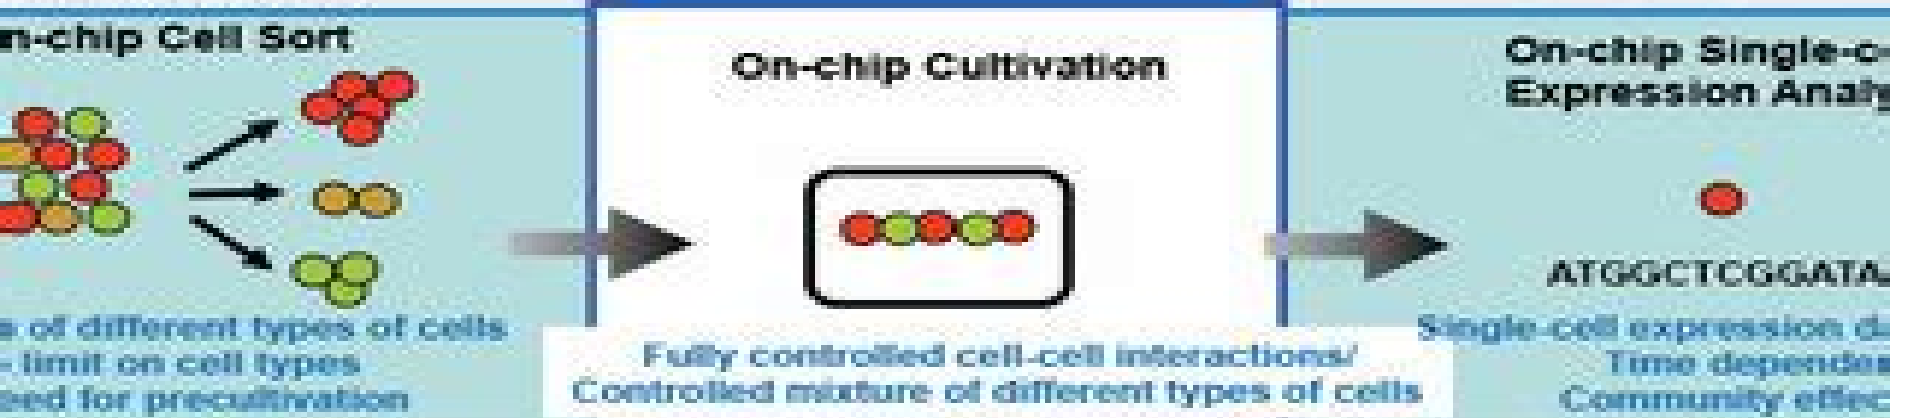 n-chip Cell Sort
s of different types of cells
- limit on cell types
eed for precultivation
On-chip Cultivation
Fully controlled cell-cell interactions/
Controlled mixture of different types of cells
On-chip Single-c
Expression Analy
ATGGCTCGGATA
Single-cell expression d
Time depende
Community effec